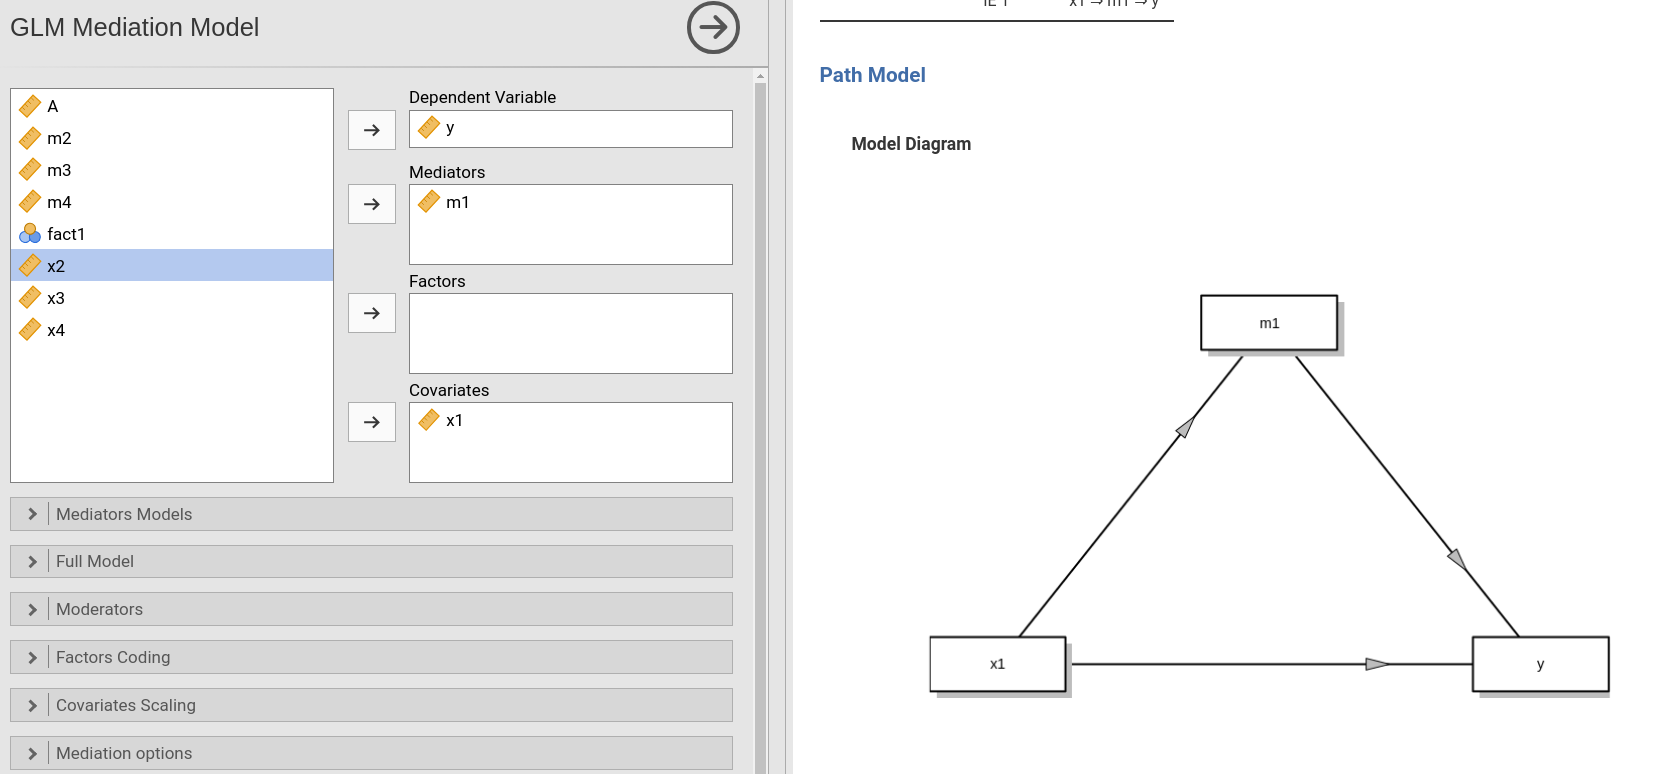 GLM Mediation Model
A
m2
m3
m4
fact1
x2
x3
x4
Dependent Variable
y
Mediators
m1
Factors
Covariates
x1
Mediators Models
Full Model
Moderators
Factors Coding
Covariates Scaling
Mediation options
IE 1 x1 → m1 → y
Path Model
Model Diagram
m1
x1
y